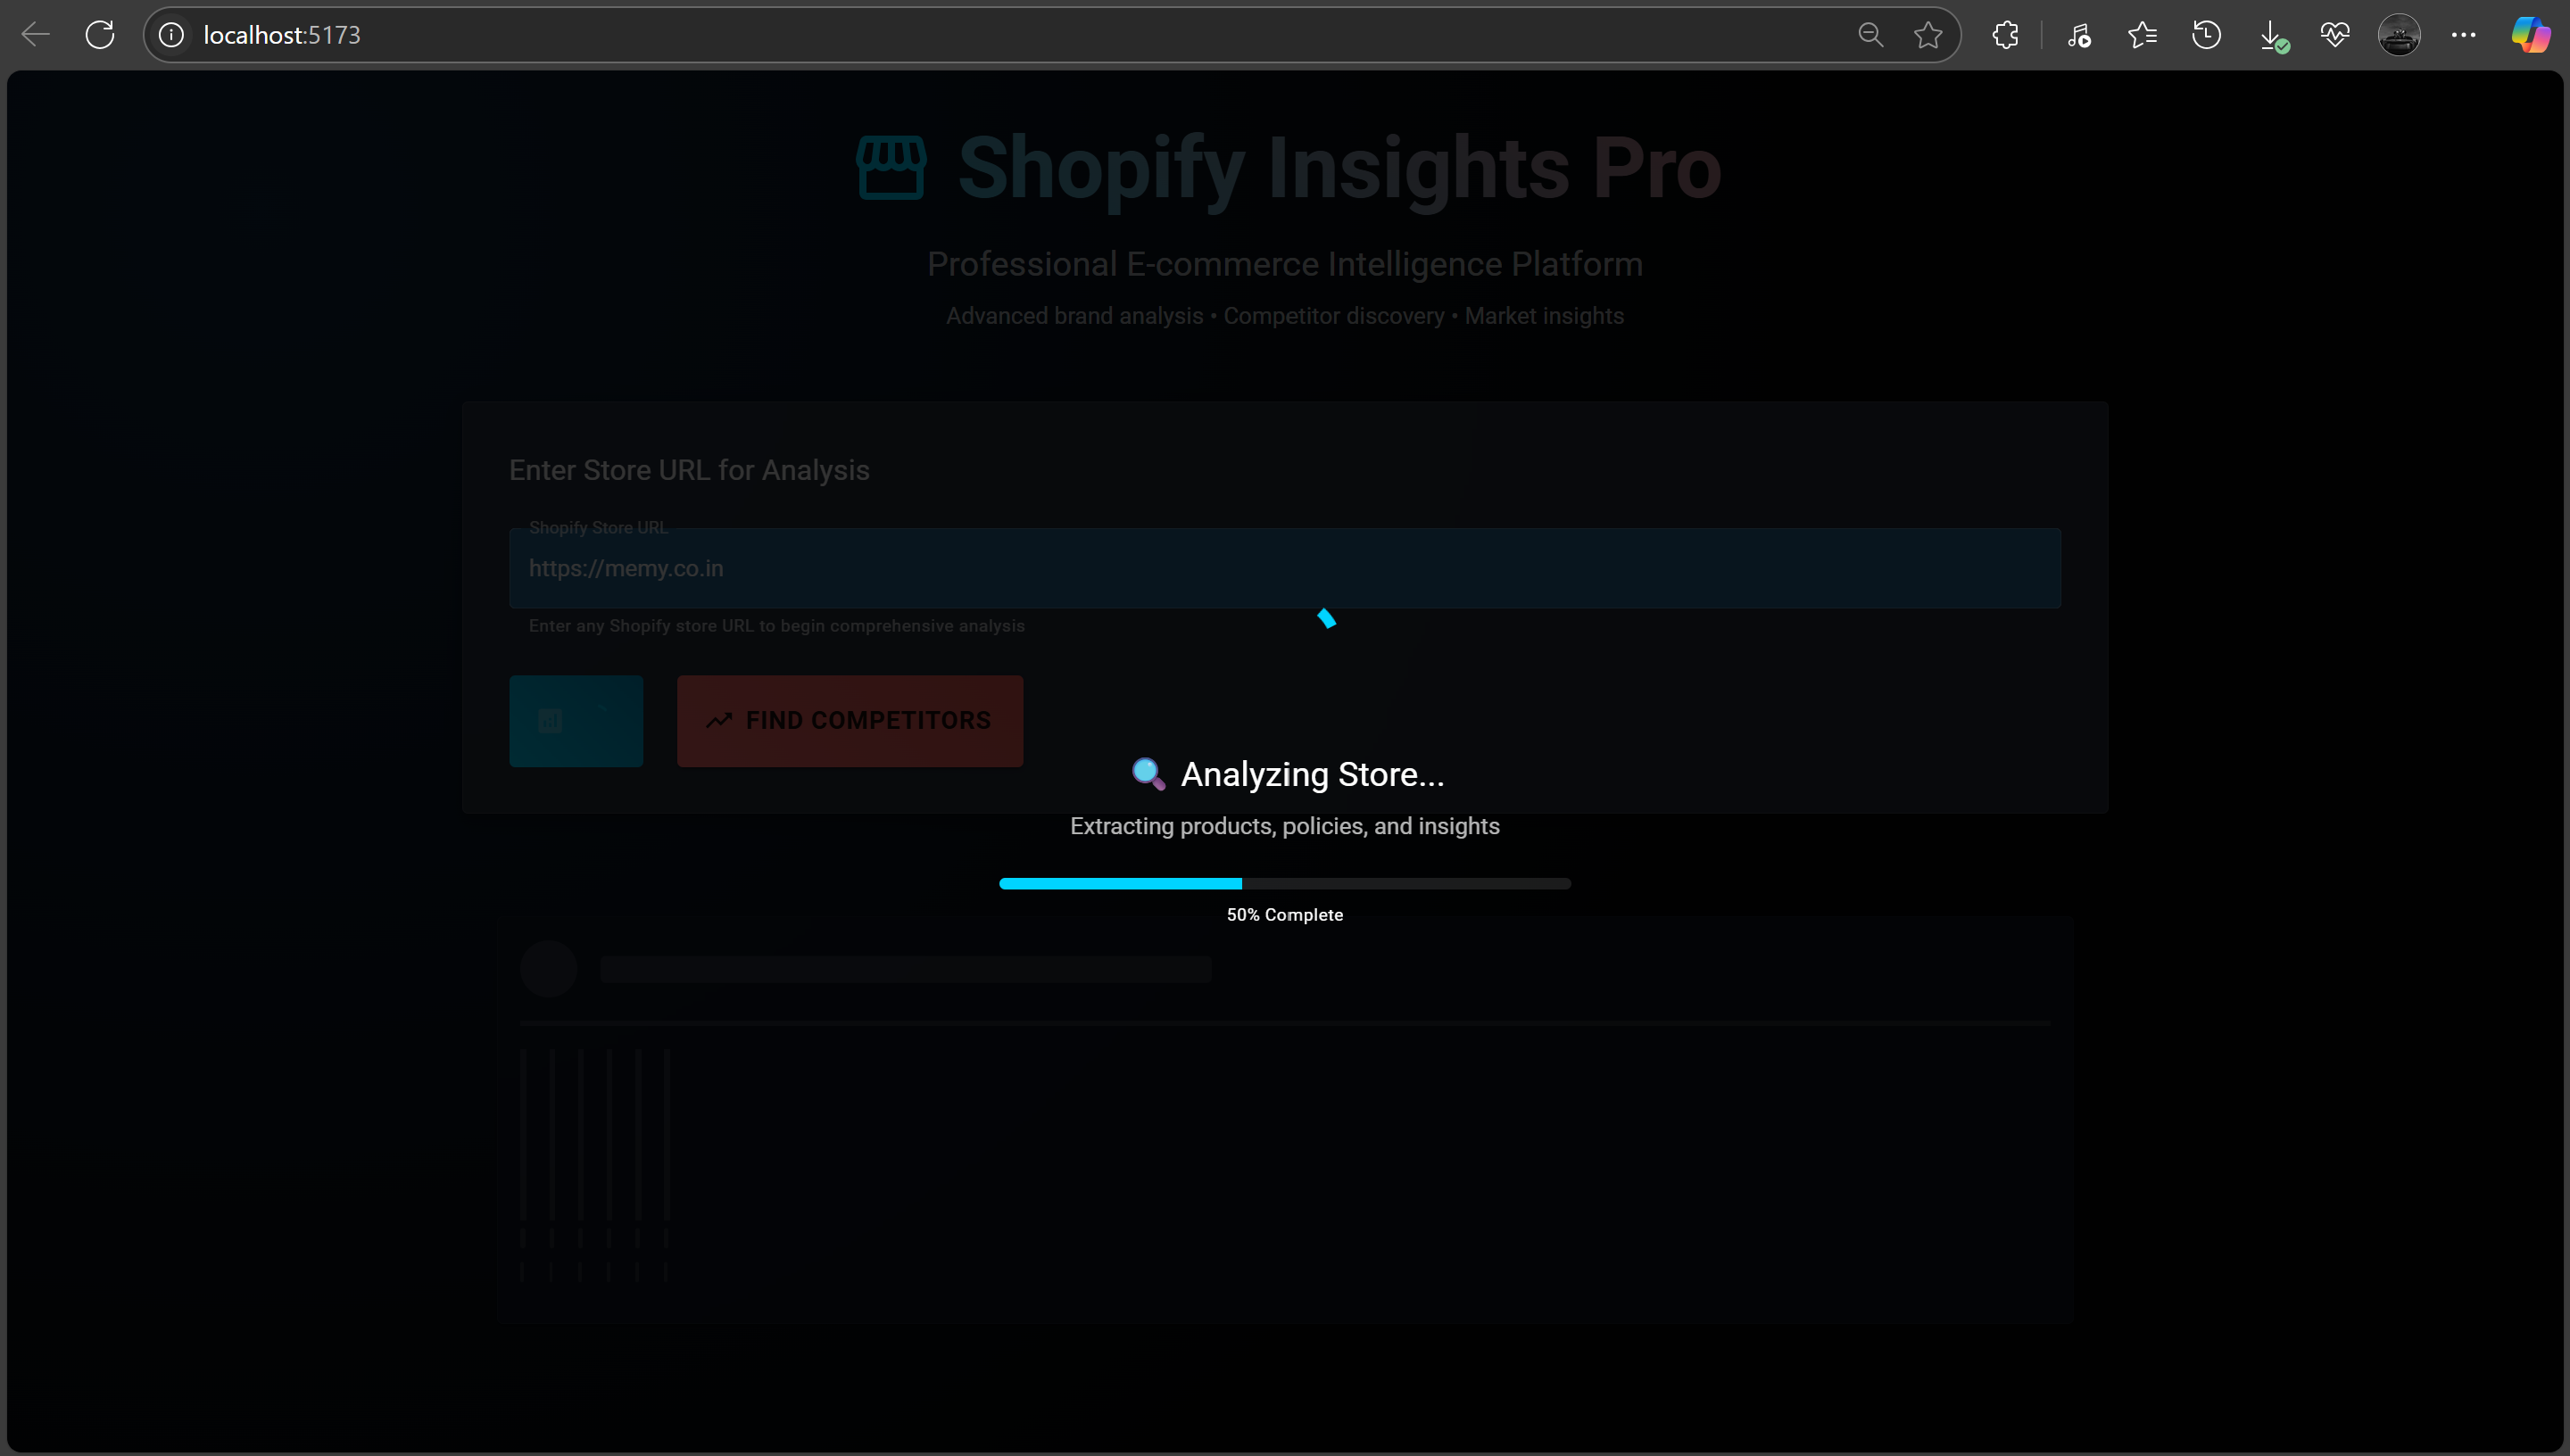 localhost:5173
Shopify Insights Pro
Professional E-commerce Intelligence Platform
Advanced brand analysis • Competitor discovery • Market insights
Enter Store URL for Analysis
Shopify Store URL
https://memy.co.in
Enter any Shopify store URL to begin comprehensive analysis
FIND COMPETITORS
🔍 Analyzing Store...
Extracting products, policies, and insights
50% Complete